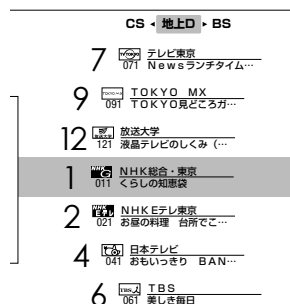 CS 地上D BS
7 テレビ東京
071 Newsランチタイム…
9 TOKYO MX
091 TOKYO見どころガ…
12 放送大学
121 液晶テレビのしくみ（…
1 NHK総合・東京
011 くらしの知恵袋
2 NHKEテレ東京
021 お昼の料理 台所でこ…
4 日本テレビ
041 おもいっきり BAN…
6 TBS
061 美しき毎日